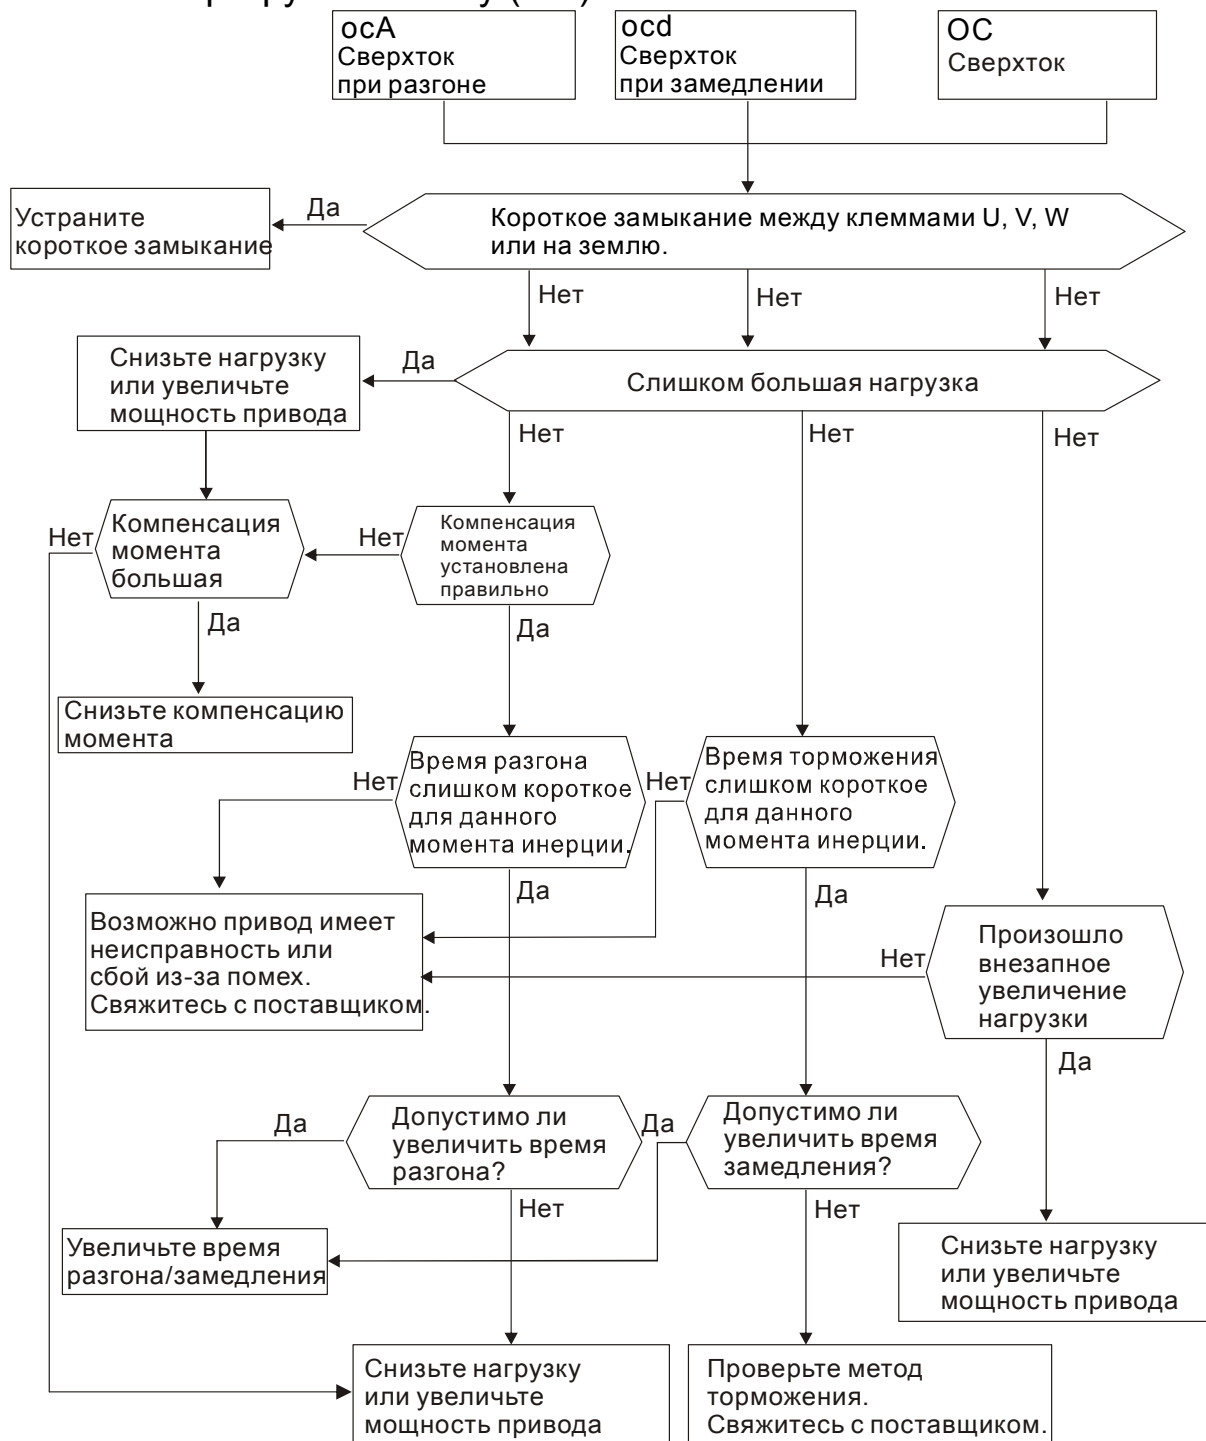 ocA
Сверхток
при разгоне
ocd
Сверхток
при замедлении
OC
Сверхток
Да
Устраните
короткое замыкание
Короткое замыкание между клеммами U, V, W
или на землю.
Нет
Нет
Нет
Снизьте нагрузку
или увеличьте
мощность привода
Да
Слишком большая нагрузка
Нет
Нет
Нет
Нет
Компенсация
момента
большая
Нет
Компенсация
момента
установлена
правильно
Да
Да
Снизьте компенсацию
момента
Нет
Время разгона
слишком короткое
для данного
момента инерции.
Нет
Время торможения
слишком короткое
для данного
момента инерции.
Да
Да
Возможно привод имеет
неисправность или
сбой из-за помех.
Свяжитесь с поставщиком.
Нет
Произошло
внезапное
увеличение
нагрузки
Да
Да
Допустимо ли
увеличить время
разгона?
Да
Допустимо ли
увеличить время
замедления?
Нет
Нет
Увеличьте время
разгона/замедления
Снизьте нагрузку
или увеличьте
мощность привода
Снизьте нагрузку
или увеличьте
мощность привода
Проверьте метод
торможения.
Свяжитесь с поставщиком.